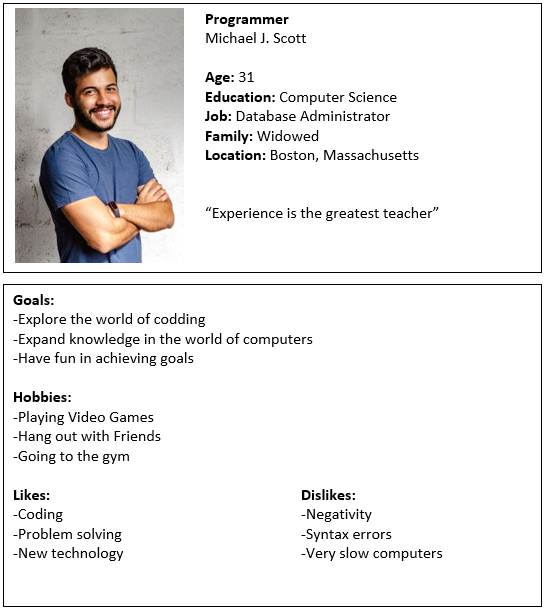 Programmer
Michael J. Scott
Age: 31
Education: Computer Science
Job: Database Administrator
Family: Widowed
Location: Boston, Massachusetts
“Experience is the greatest teacher”
Goals:
-Explore the world of codding
-Expand knowledge in the world of computers
-Have fun in achieving goals
Hobbies:
-Playing Video Games
-Hang out with Friends
-Going to the gym
Likes:
-Coding
-Problem solving
-New technology
Dislikes:
-Negativity
-Syntax errors
-Very slow computers